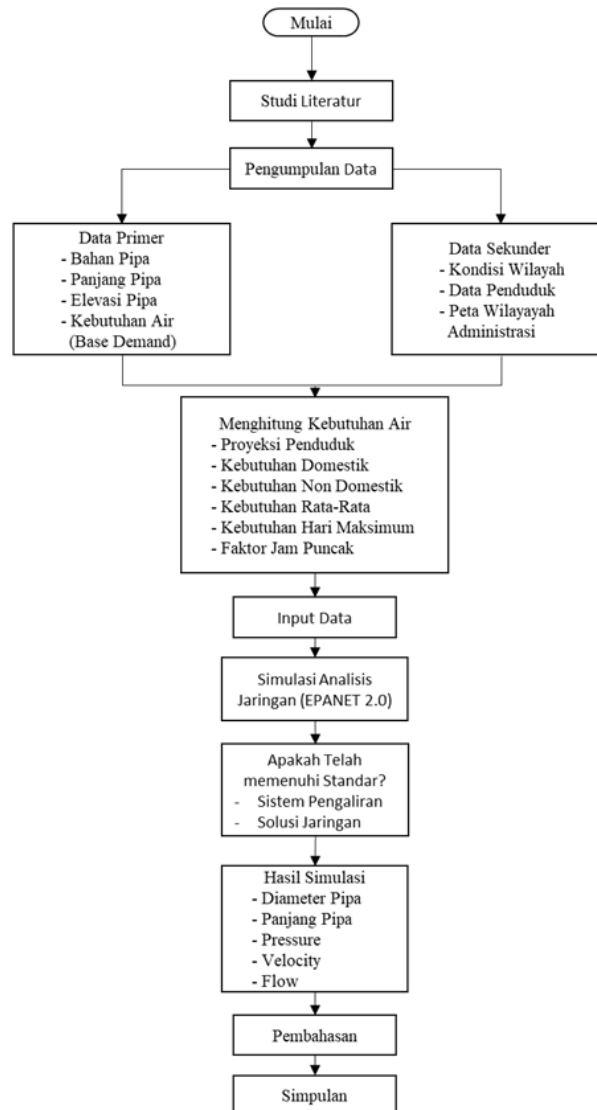 Mulai
Studi Literatur
Pengumpulan Data
Data Primer
- Bahan Pipa
- Panjang Pipa
- Elevasi Pipa
- Kebutuhan Air
(Base Demand)
Data Sekunder
- Kondisi Wilayah
- Data Penduduk
- Peta Wilayayah
Administrasi
Menghitung Kebutuhan Air
- Proyeksi Penduduk
- Kebutuhan Domestik
- Kebutuhan Non Domestik
- Kebutuhan Rata-Rata
- Kebutuhan Hari Maksimum
- Faktor Jam Puncak
Input Data
Simulasi Analisis
Jaringan (EPANET 2.0)
Apakah Telah
memenuhi Standar?
- Sistem Pengaliran
- Solusi Jaringan
Hasil Simulasi
- Diameter Pipa
- Panjang Pipa
- Pressure
- Velocity
- Flow
Pembahasan
Simpulan